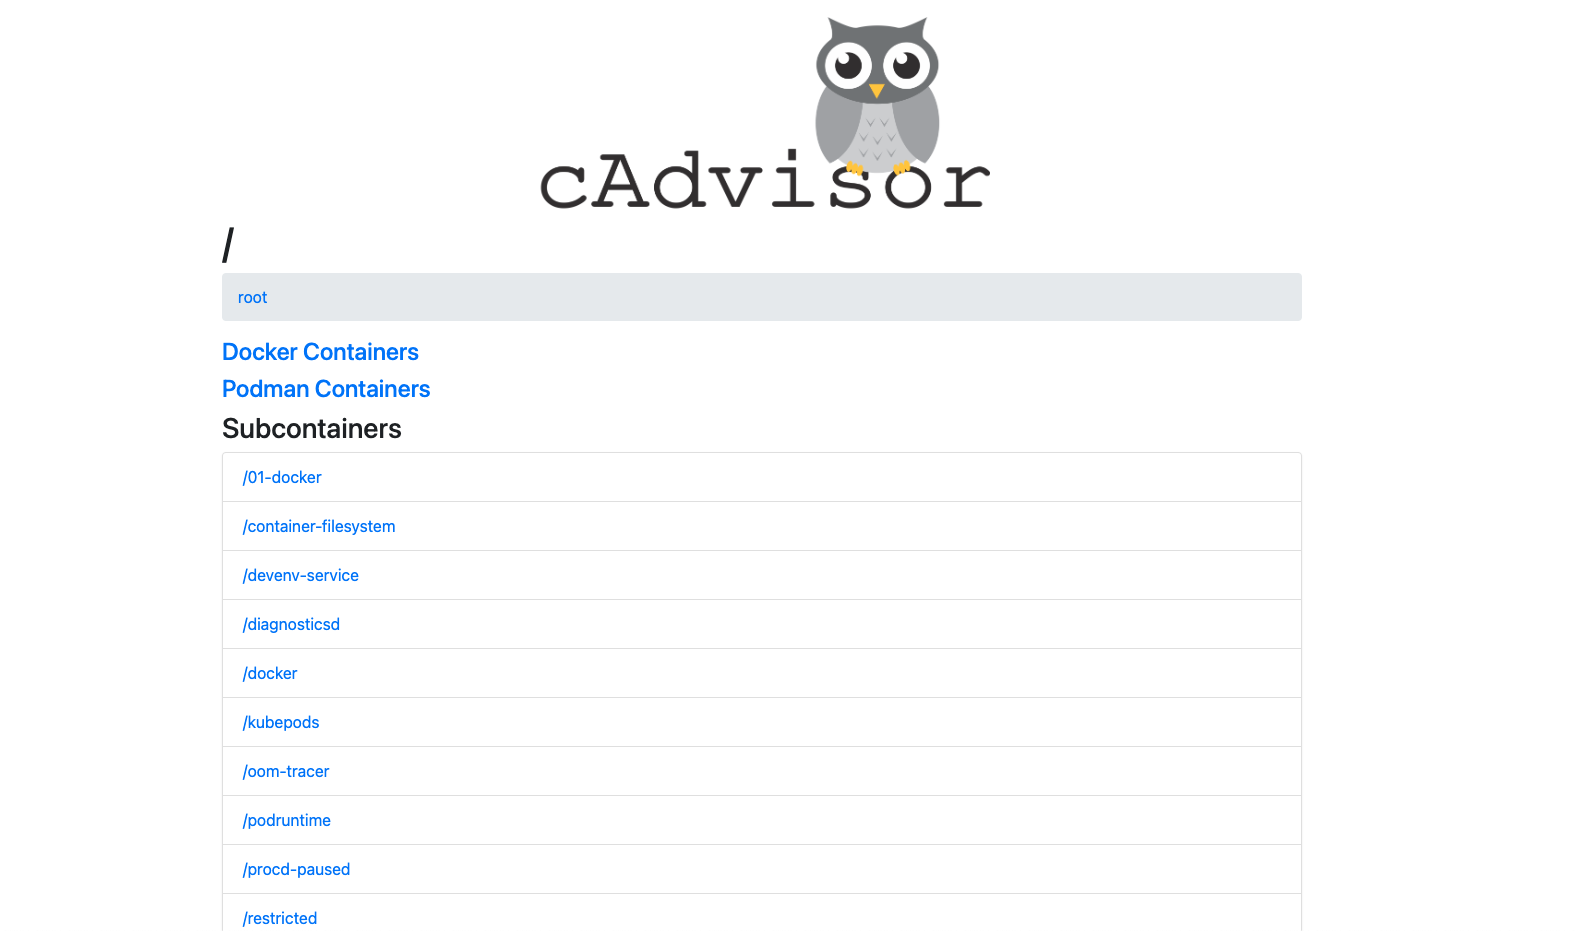 cAdvisor
/
root
Docker Containers
Podman Containers
Subcontainers
/01-docker
/container-filesystem
/devenv-service
/diagnosticsd
/docker
/kubepods
/oom-tracer
/podruntime
/procd-paused
/restricted